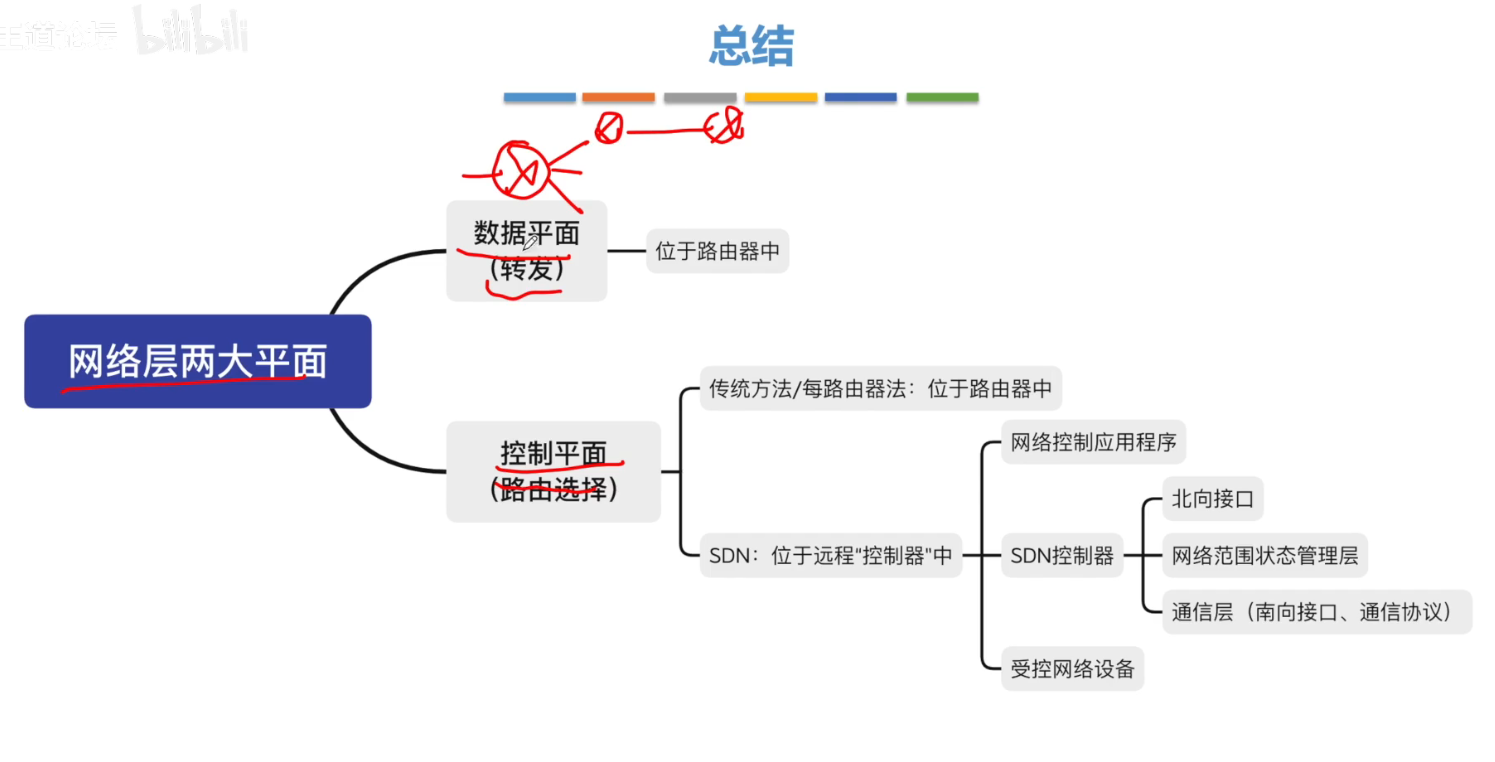 王道论坛 bilibili
总结
数据平面
(转发)
位于路由器中
网络层两大平面
控制平面
(路由选择)
传统方法/每路由器法：位于路由器中
SDN：位于远程“控制器”中
网络控制应用程序
SDN控制器
北向接口
网络范围状态管理层
通信层（南向接口、通信协议）
受控网络设备